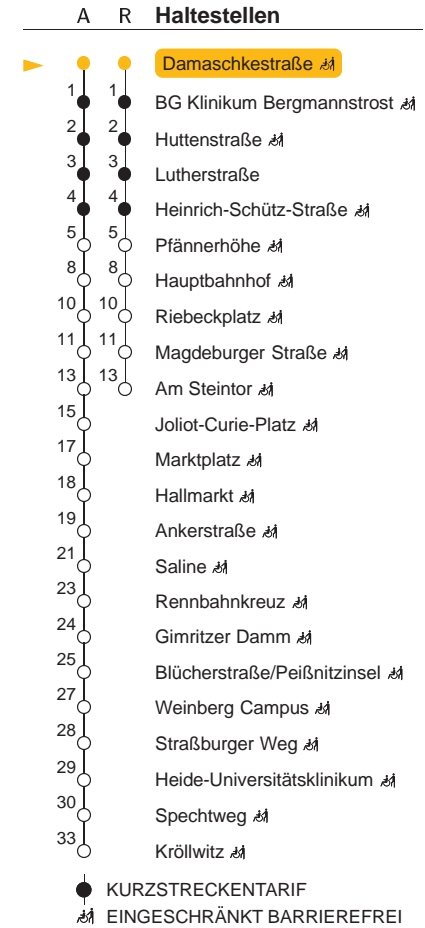 A R Haltestellen
Damaschkestraße
1 1 BG Klinikum Bergmannstrost
2 2 Huttenstraße
3 3 Lutherstraße
4 4 Heinrich-Schütz-Straße
5 5 Pfännerhöhe
8 8 Hauptbahnhof
10 10 Riebeckplatz
11 11 Magdeburger Straße
13 13 Am Steintor
15 Joliot-Curie-Platz
17 Marktplatz
18 Hallmarkt
19 Ankerstraße
21 Saline
23 Rennbahnkreuz
24 Gimritzer Damm
25 Blücherstraße/Peißnitzinsel
27 Weinberg Campus
28 Straßburger Weg
29 Heide-Universitätsklinikum
30 Spechtweg
33 Kröllwitz
KURZSTRECKENTARIF
EINGESCHRÄNKT BARRIEREFREI